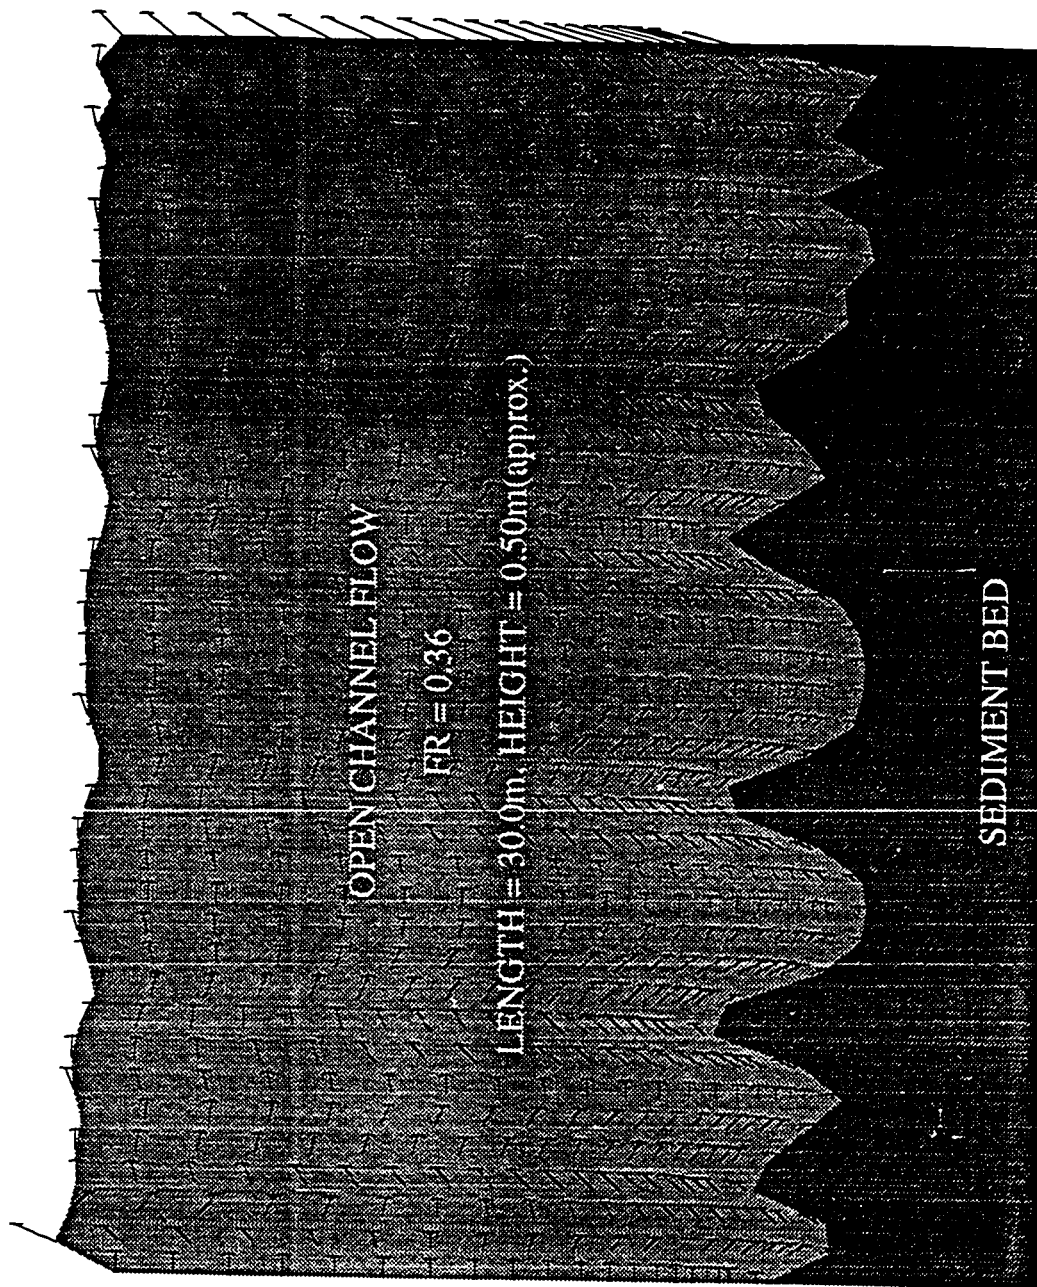 OPEN CHANNEL FLOW
FR = 0.36
LENGTH = 30.0m, HEIGHT = 0.50m(approx.)
SEDIMENT BED